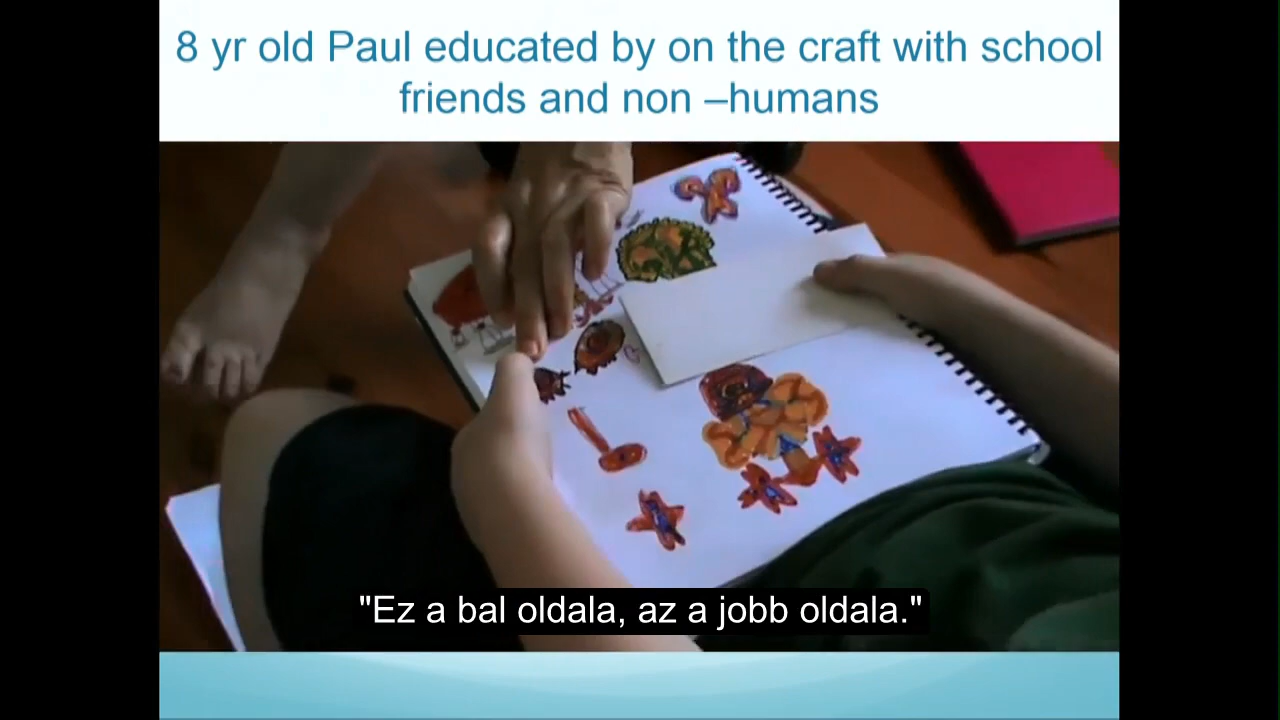 8 yr old Paul educated by on the craft with school
friends and non –humans
"Ez a bal oldala, az a jobb oldala."